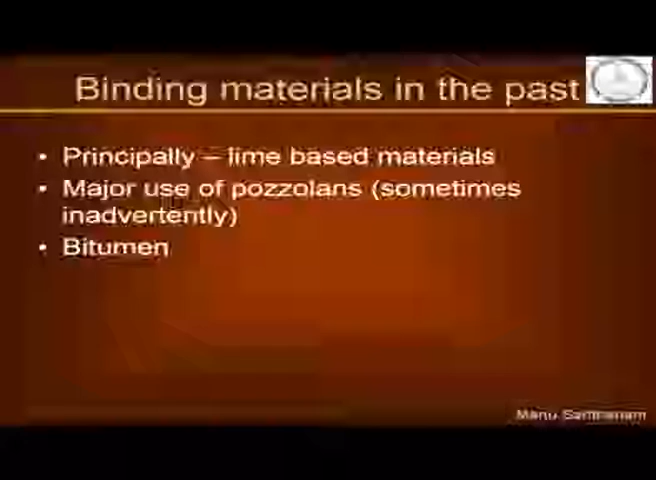 Binding materials in the past
• Principally – lime based materials
• Major use of pozzolans (sometimes
inadvertently)
• Bitumen
Manu Santhanam